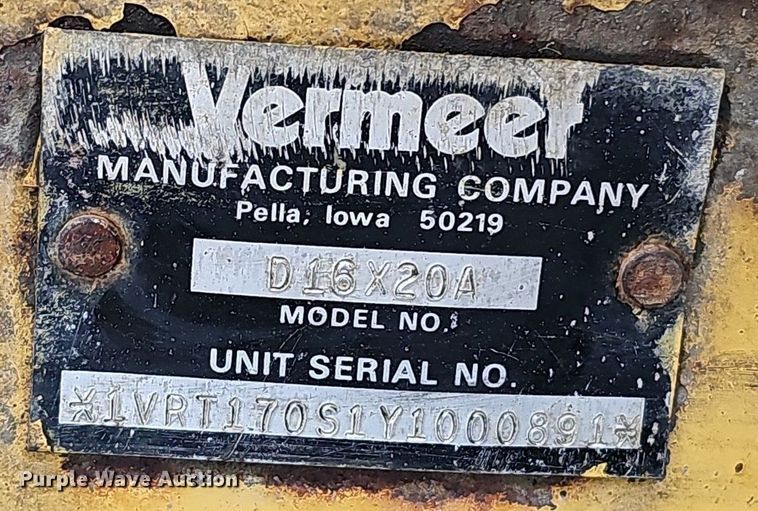 Vermeer
MANUFACTURING COMPANY
Pella, Iowa 50219
D16X20A
MODEL NO.
UNIT SERIAL NO.
*1VRT170S1Y1000891*
Purple Wave Auction